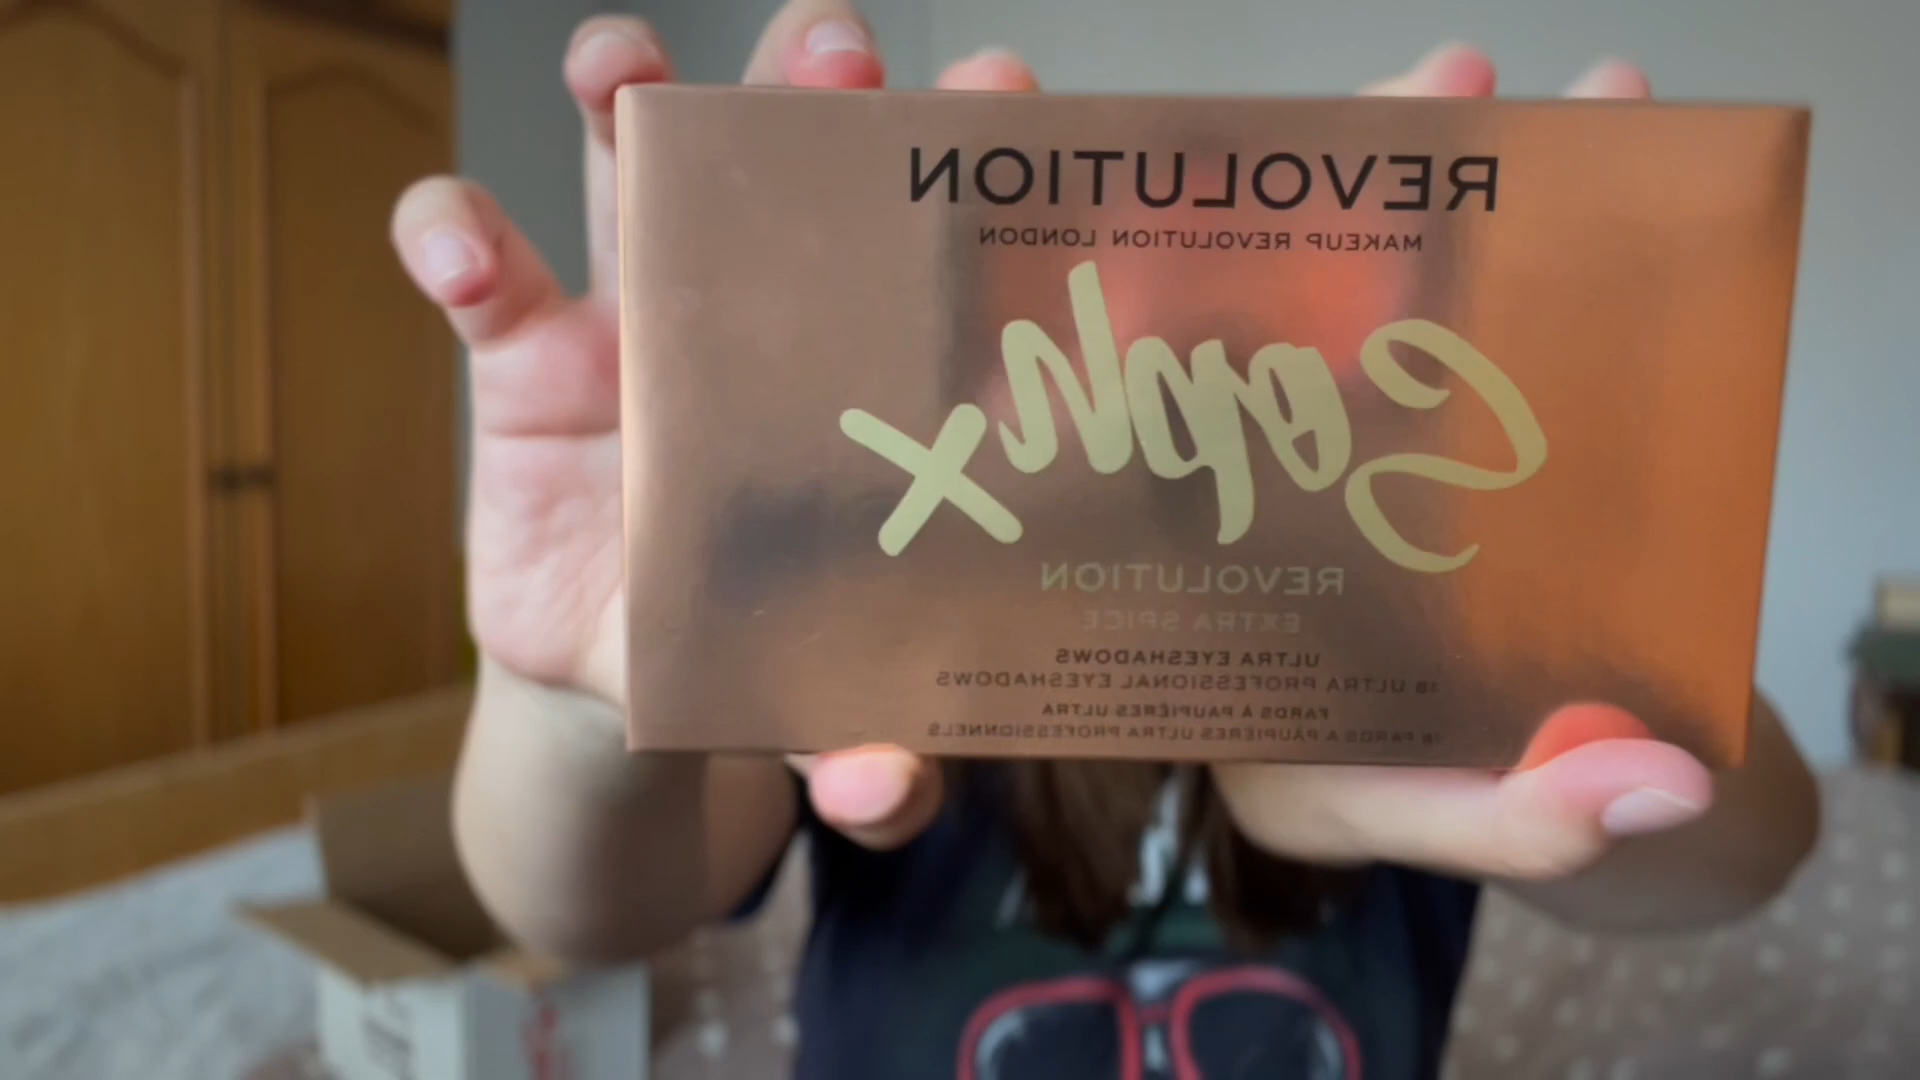 REVOLUTION
MAKEUP REVOLUTION LONDON
Soph x
REVOLUTION
EXTRA SPICE
ULTRA EYESHADOWS
18 ULTRA PROFESSIONAL EYESHADOWS
FARDS À PAUPIÈRES ULTRA
18 FARDS À PAUPIÈRES ULTRA PROFESSIONNELS